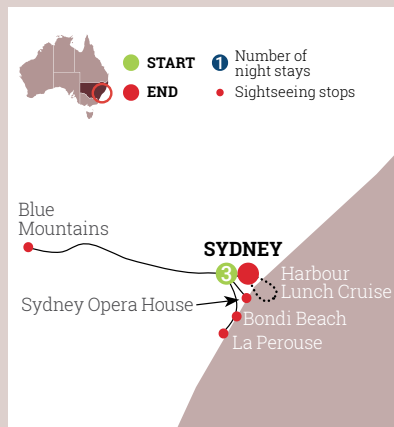 START
1
Number of
night stays
END
Sightseeing stops
Blue
Mountains
SYDNEY
3
Harbour
Lunch Cruise
Sydney Opera House
Bondi Beach
La Perouse